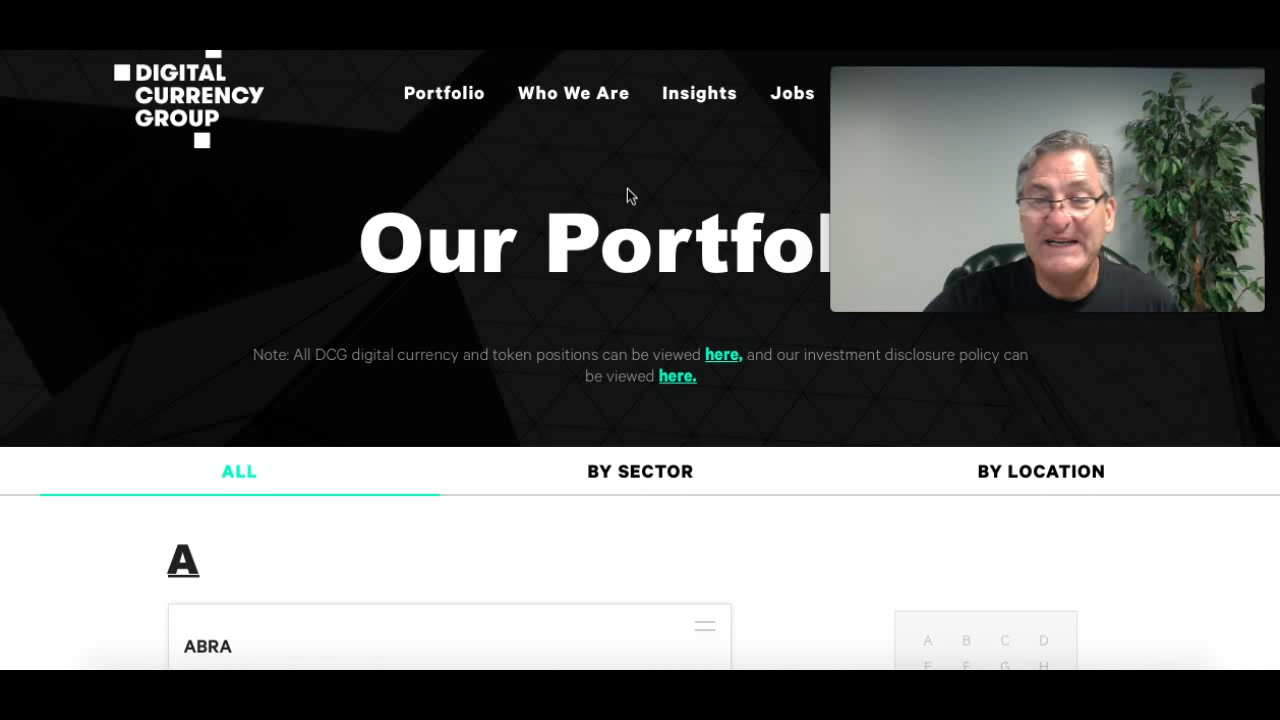 DIGITAL
CURRENCY
GROUP
Portfolio Who We Are Insights Jobs
Our Portfol
Note: All DCG digital currency and token positions can be viewed here, and our investment disclosure policy can
be viewed here.
ALL BY SECTOR BY LOCATION
A
ABRA
A B C D
E F G H